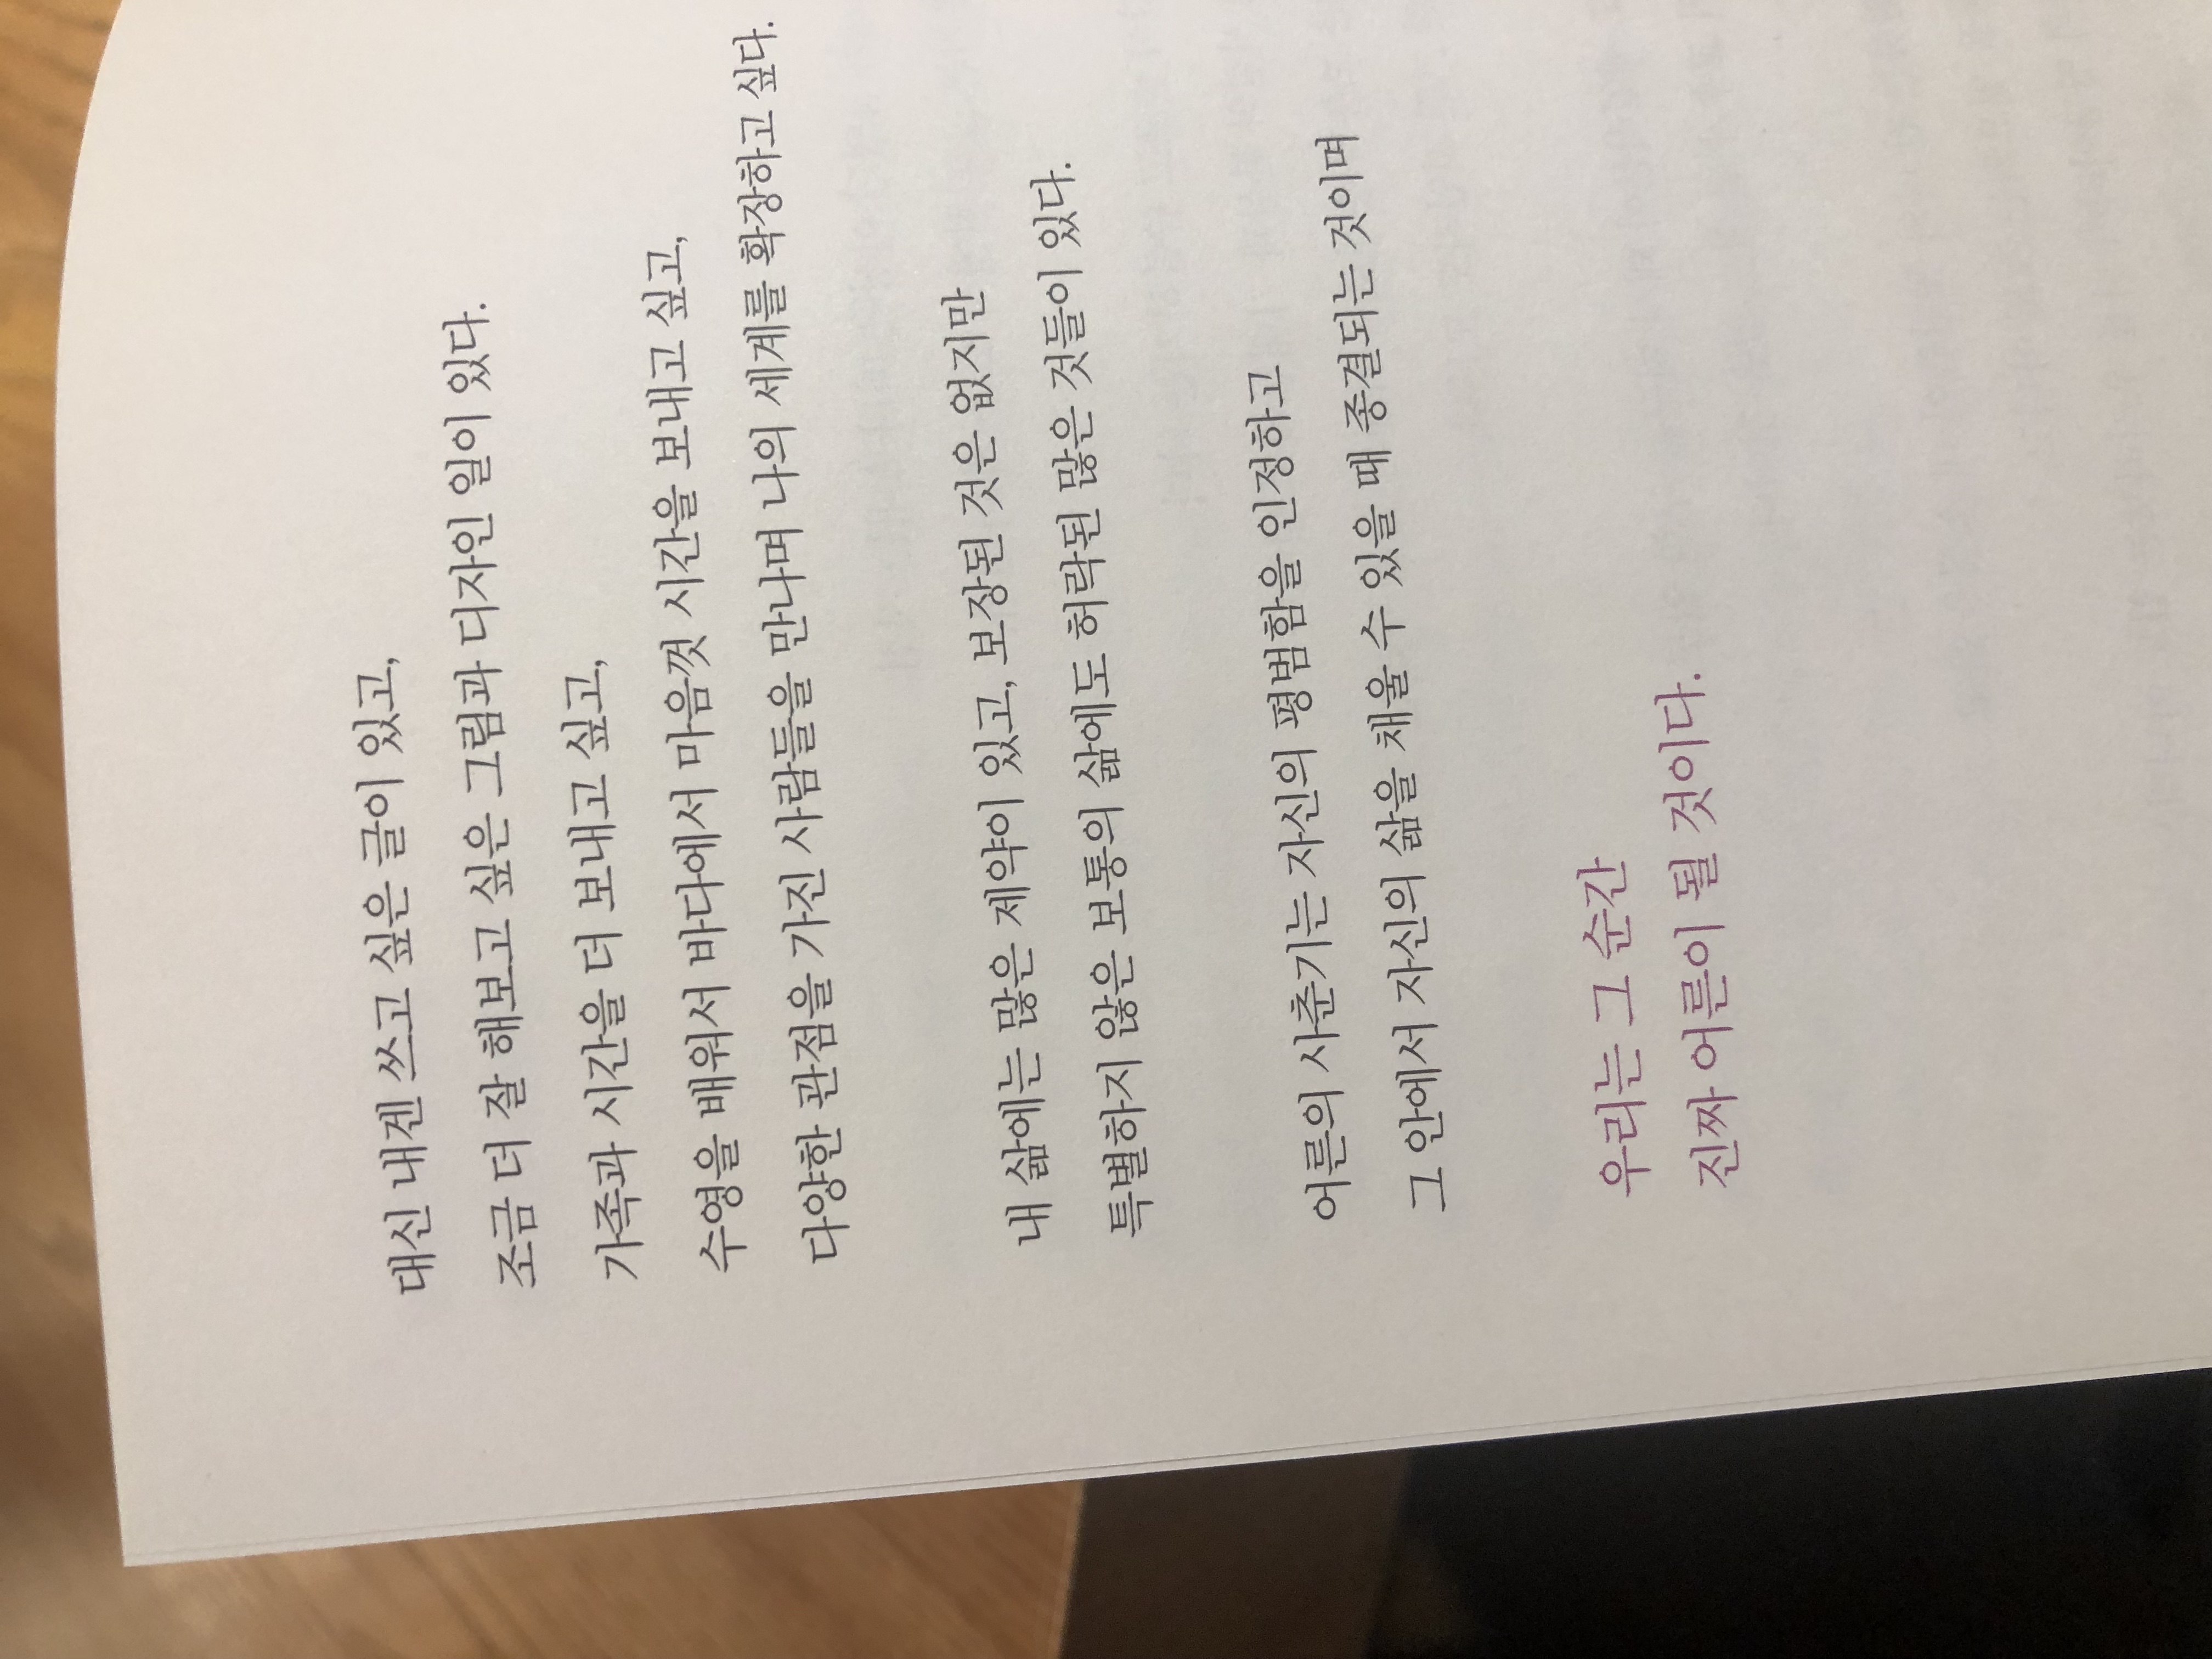 대신 내겐 쓰고 싶은 글이 있고,
조금 더 잘 해보고 싶은 그림과 디자인 일이 있다.
가족과 시간을 더 보내고 싶고,
수영을 배워서 바다에서 마음껏 시간을 보내고 싶고,
다양한 관점을 가진 사람들을 만나며 나의 세계를 확장하고 싶다.
내 삶에는 많은 제약이 있고, 보장된 것은 없지만
특별하지 않은 보통의 삶에도 허락된 많은 것들이 있다.
어른의 사춘기는 자신의 평범함을 인정하고
그 안에서 자신의 삶을 채울 수 있을 때 종결되는 것이며
우리는 그 순간
진짜 어른이 될 것이다.